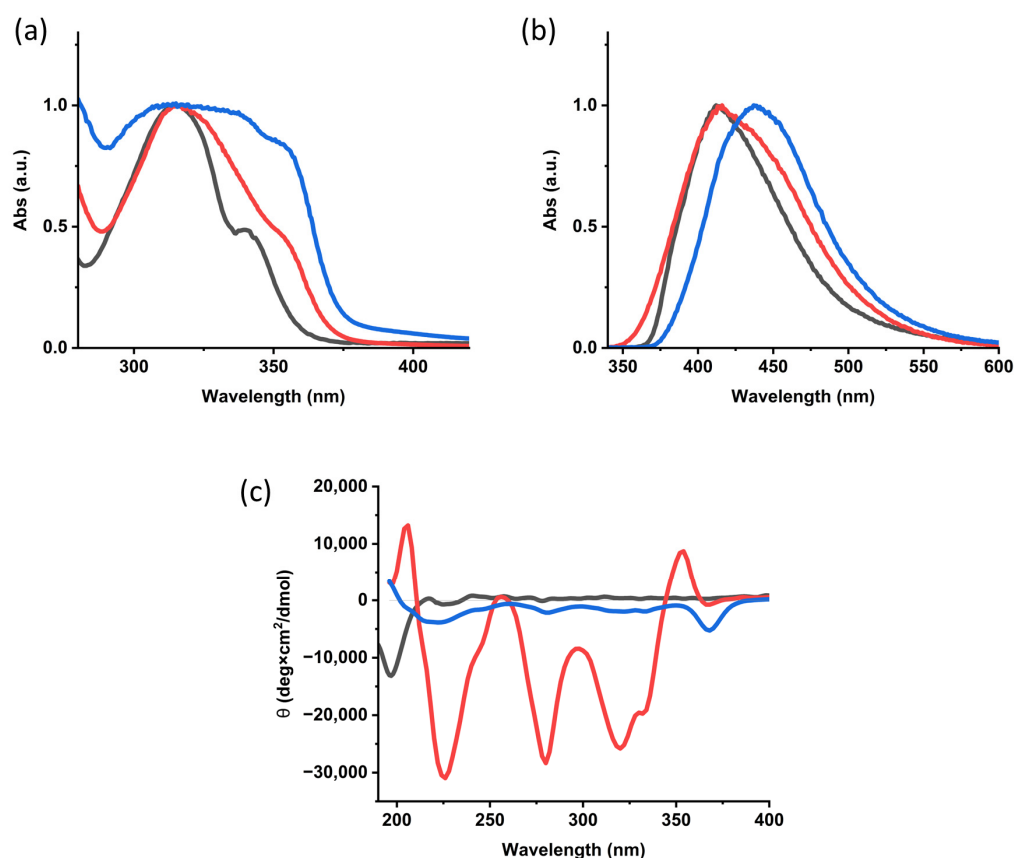 (a)
Abs (a.u.)
1.0
0.5
0.0
300
350
400
Wavelength (nm)
(b)
Abs (a.u.)
1.0
0.5
0.0
350
400
450
500
550
600
Wavelength (nm)
(c)
θ (deg×cm²/dmol)
20,000
10,000
0
−10,000
−20,000
−30,000
200
250
300
350
400
Wavelength (nm)